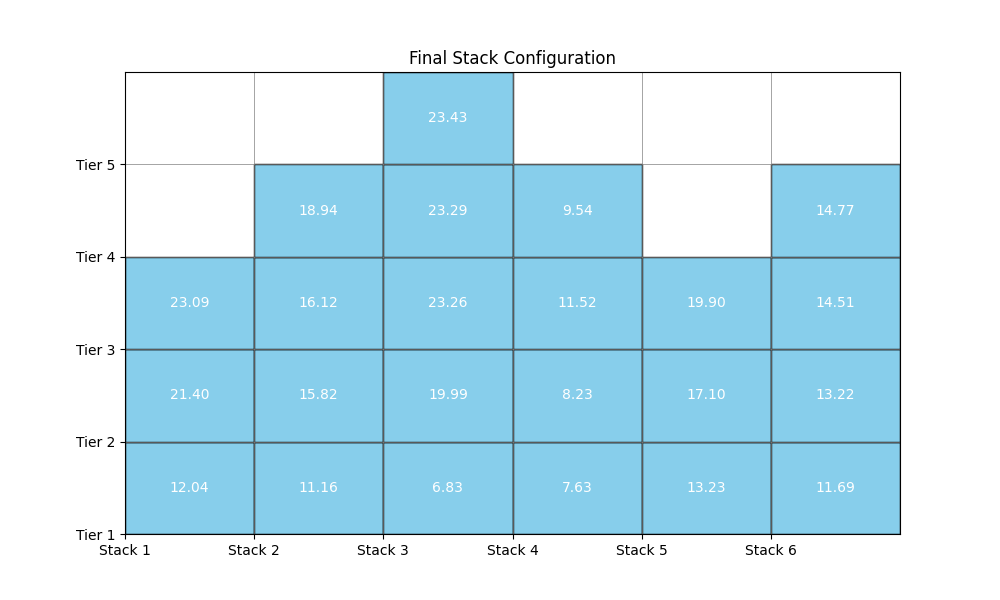 Final Stack Configuration
23.43
Tier 5
18.94 23.29 9.54 14.77
Tier 4
23.09 16.12 23.26 11.52 19.90 14.51
Tier 3
21.40 15.82 19.99 8.23 17.10 13.22
Tier 2
12.04 11.16 6.83 7.63 13.23 11.69
Tier 1
Stack 1 Stack 2 Stack 3 Stack 4 Stack 5 Stack 6